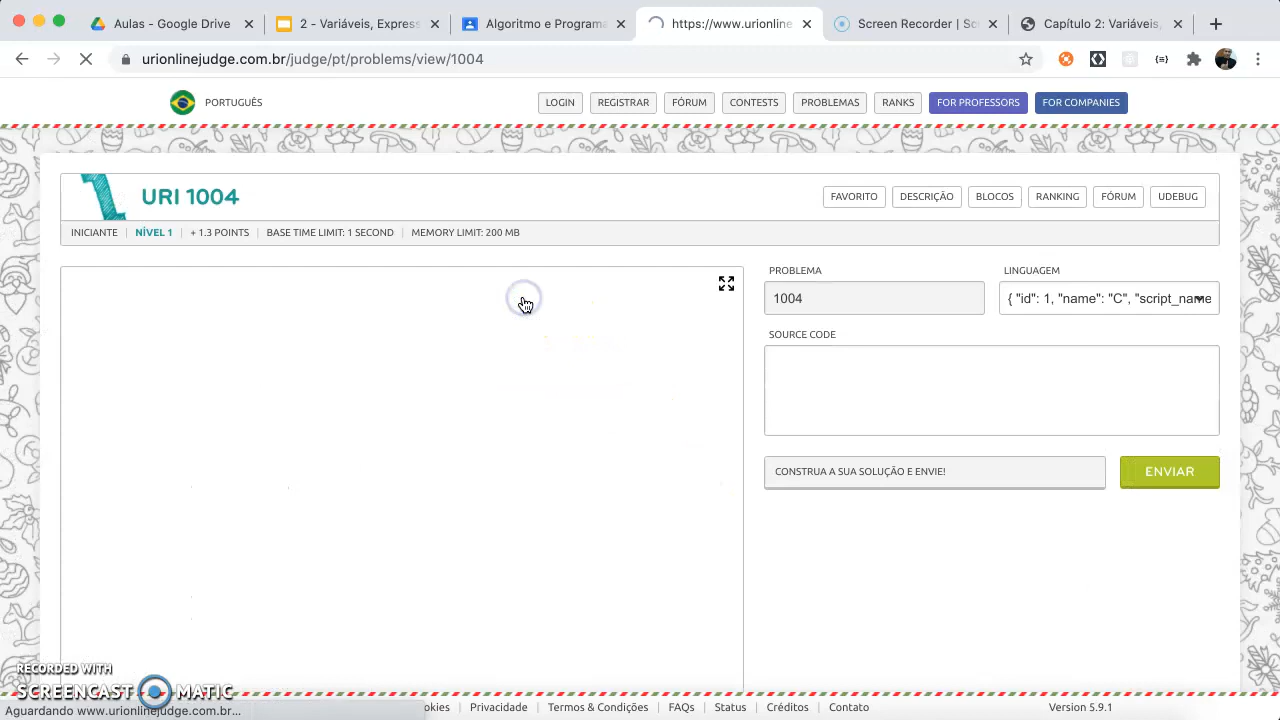 Aulas - Google Drive
2 - Variáveis, Express
Algoritmo e Programa
https://www.urionline
Screen Recorder | Sc
Capítulo 2: Variáveis,
urionlinejudge.com.br/judge/pt/problems/view/1004
PORTUGUÊS
LOGIN
REGISTRAR
FÓRUM
CONTESTS
PROBLEMAS
RANKS
FOR PROFESSORS
FOR COMPANIES
URI 1004
FAVORITO
DESCRIÇÃO
BLOCOS
RANKING
FÓRUM
UDEBUG
INICIANTE
NÍVEL 1
+ 1.3 POINTS
BASE TIME LIMIT: 1 SECOND
MEMORY LIMIT: 200 MB
PROBLEMA
LINGUAGEM
1004
{ "id": 1, "name": "C", "script_name
SOURCE CODE
CONSTRUA A SUA SOLUÇÃO E ENVIE!
ENVIAR
RECORDED WITH
SCREENCAST MATIC
Aguardando www.urionlinejudge.com.br...
okies
Privacidade
Termos & Condições
FAQs
Status
Créditos
Contato
Version 5.9.1